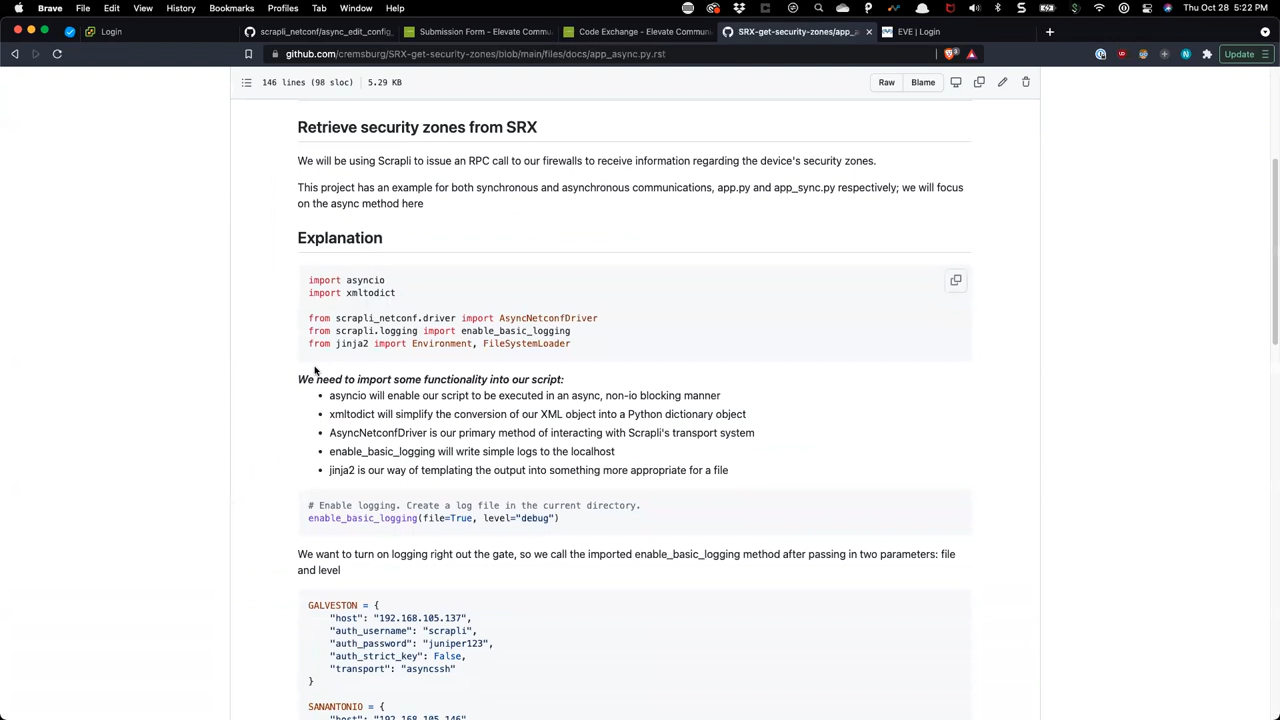 Brave File Edit View History Bookmarks Profiles Tab Window Help Thu Oct 28 5:22 PM
Login scrapli_netconf/async_edit_config_ Submission Form - Elevate Commu Code Exchange - Elevate Commun SRX-get-security-zones/app_a EVE | Login
github.com/cremsburg/SRX-get-security-zones/blob/main/files/docs/app_async.py.rst Update
146 lines (98 sloc) 5.29 KB Raw Blame
Retrieve security zones from SRX
We will be using Scrapli to issue an RPC call to our firewalls to receive information regarding the device's security zones.
This project has an example for both synchronous and asynchronous communications, app.py and app_sync.py respectively; we will focus
on the async method here
Explanation
import asyncio
import xmltodict
from scrapli_netconf.driver import AsyncNetconfDriver
from scrapli.logging import enable_basic_logging
from jinja2 import Environment, FileSystemLoader
We need to import some functionality into our script:
• asyncio will enable our script to be executed in an async, non-io blocking manner
• xmltodict will simplify the conversion of our XML object into a Python dictionary object
• AsyncNetconfDriver is our primary method of interacting with Scrapli's transport system
• enable_basic_logging will write simple logs to the localhost
• jinja2 is our way of templating the output into something more appropriate for a file
# Enable logging. Create a log file in the current directory.
enable_basic_logging(file=True, level="debug")
We want to turn on logging right out the gate, so we call the imported enable_basic_logging method after passing in two parameters: file
and level
GALVESTON = {
"host": "192.168.105.137",
"auth_username": "scrapli",
"auth_password": "juniper123",
"auth_strict_key": False,
"transport": "asyncssh"
}
SANANTONIO = {
"host": "192.168.105.146"